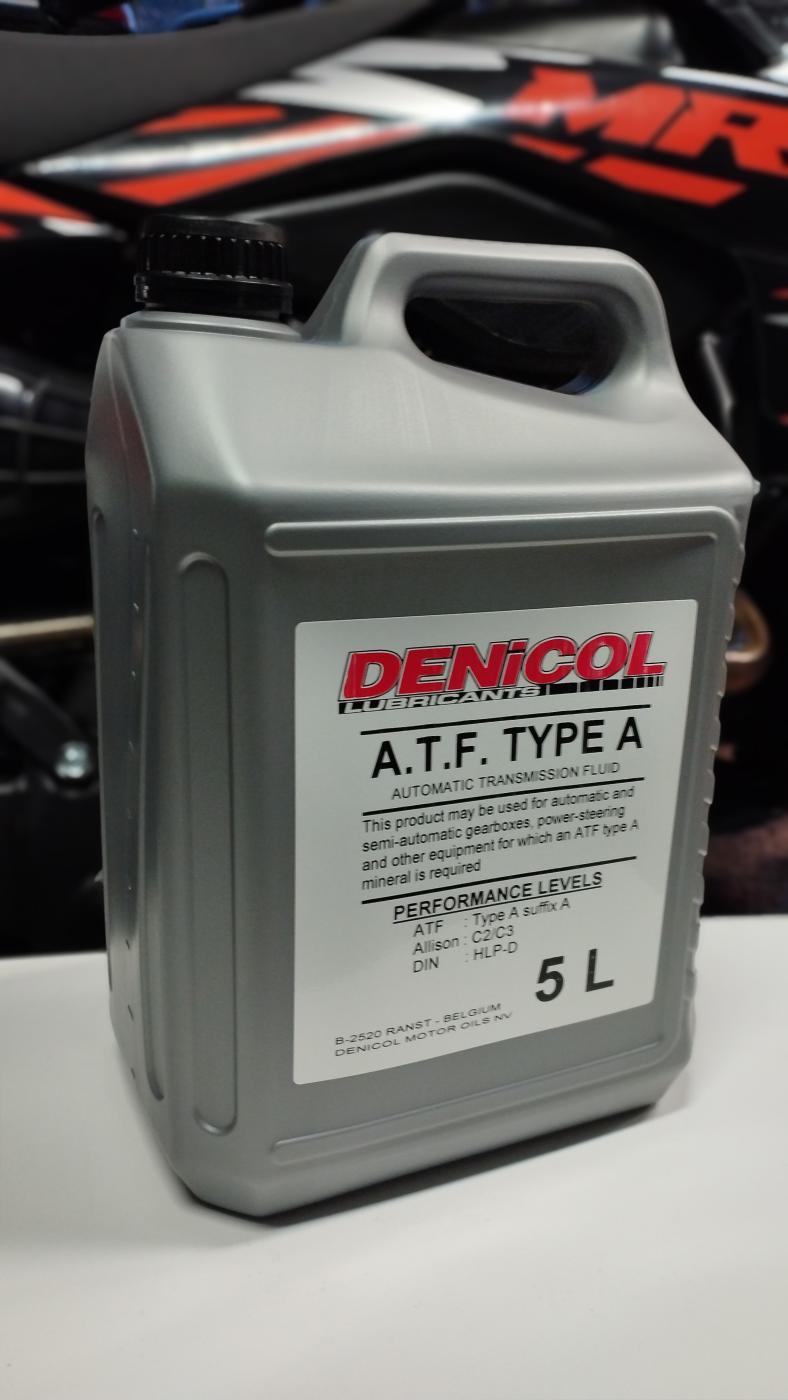 MR
DENiCOL
LUBRICANTS
A.T.F. TYPE A
AUTOMATIC TRANSMISSION FLUID
This product may be used for automatic and
semi-automatic gearboxes, power-steering
and other equipment for which an ATF type A
mineral is required
PERFORMANCE LEVELS
ATF : Type A suffix A
Allison : C2/C3
DIN : HLP-D
5 L
B-2520 RANST - BELGIUM
DENICOL MOTOR OILS NV